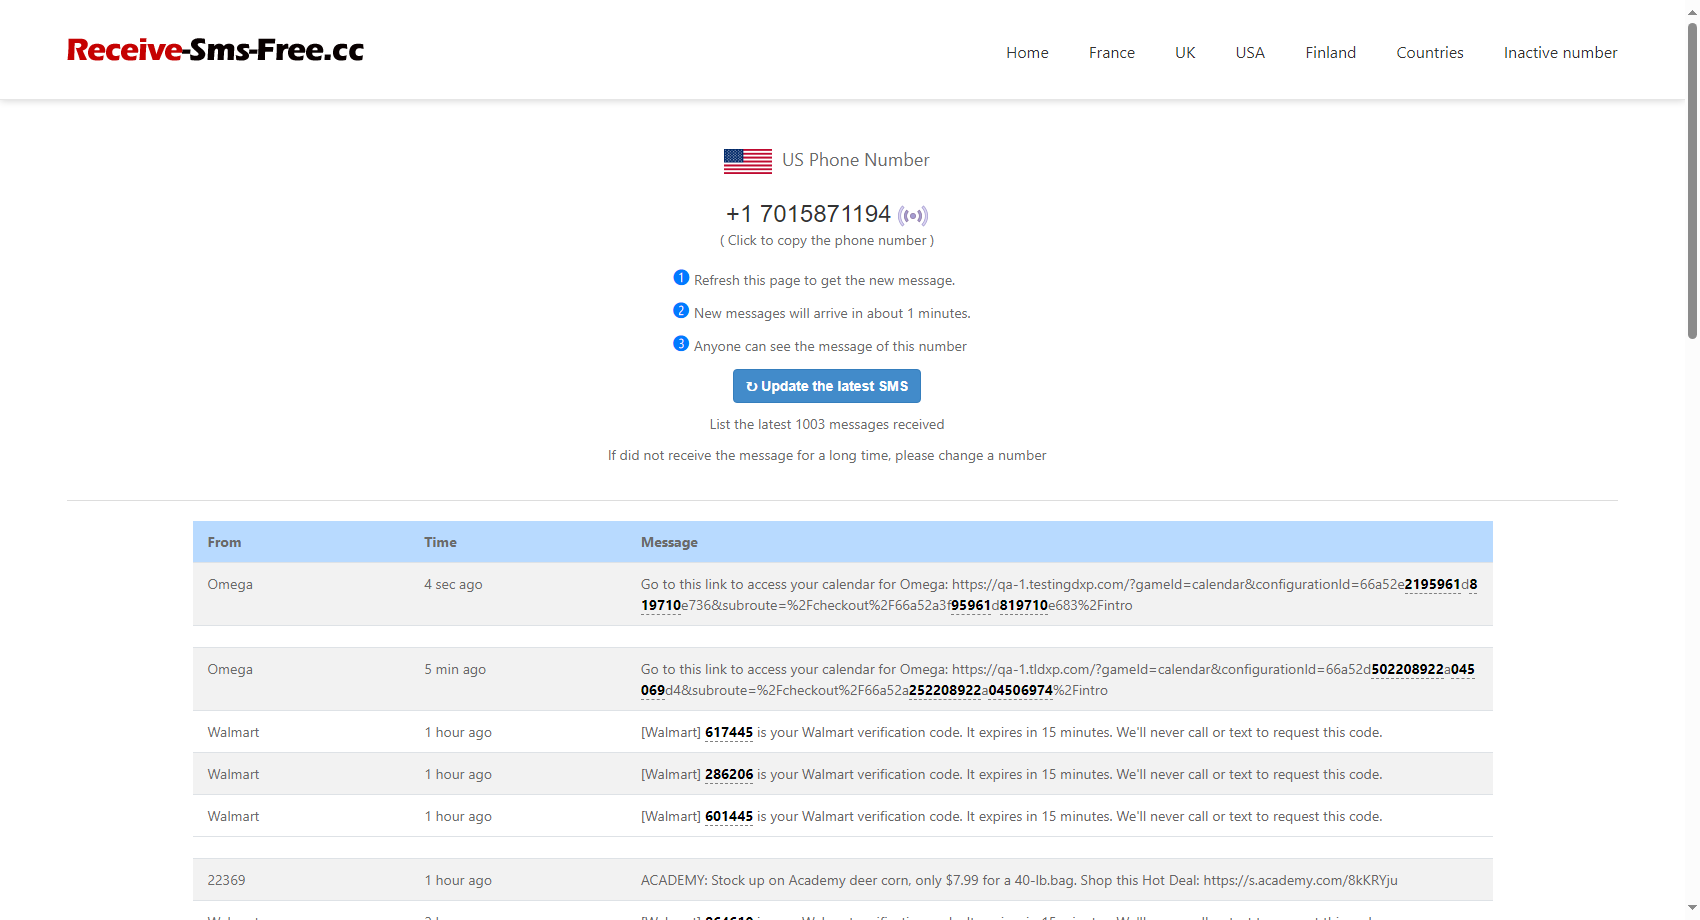 Receive-Sms-Free.cc
Home France UK USA Finland Countries Inactive number
US Phone Number
+1 7015871194
( Click to copy the phone number )
1 Refresh this page to get the new message.
2 New messages will arrive in about 1 minutes.
3 Anyone can see the message of this number
↻ Update the latest SMS
List the latest 1003 messages received
If did not receive the message for a long time, please change a number
From Time Message
Omega 4 sec ago Go to this link to access your calendar for Omega: https://qa-1.testingdxp.com/?gameId=calendar&configurationId=66a52e2195961d8
19710e736&subroute=%2Fcheckout%2F66a52a3f95961d819710e683%2Fintro
Omega 5 min ago Go to this link to access your calendar for Omega: https://qa-1.tldxp.com/?gameId=calendar&configurationId=66a52d502208922a045
069d4&subroute=%2Fcheckout%2F66a52a252208922a04506974%2Fintro
Walmart 1 hour ago [Walmart] 617445 is your Walmart verification code. It expires in 15 minutes. We'll never call or text to request this code.
Walmart 1 hour ago [Walmart] 286206 is your Walmart verification code. It expires in 15 minutes. We'll never call or text to request this code.
Walmart 1 hour ago [Walmart] 601445 is your Walmart verification code. It expires in 15 minutes. We'll never call or text to request this code.
22369 1 hour ago ACADEMY: Stock up on Academy deer corn, only $7.99 for a 40-lb.bag. Shop this Hot Deal: https://s.academy.com/8kKRYju